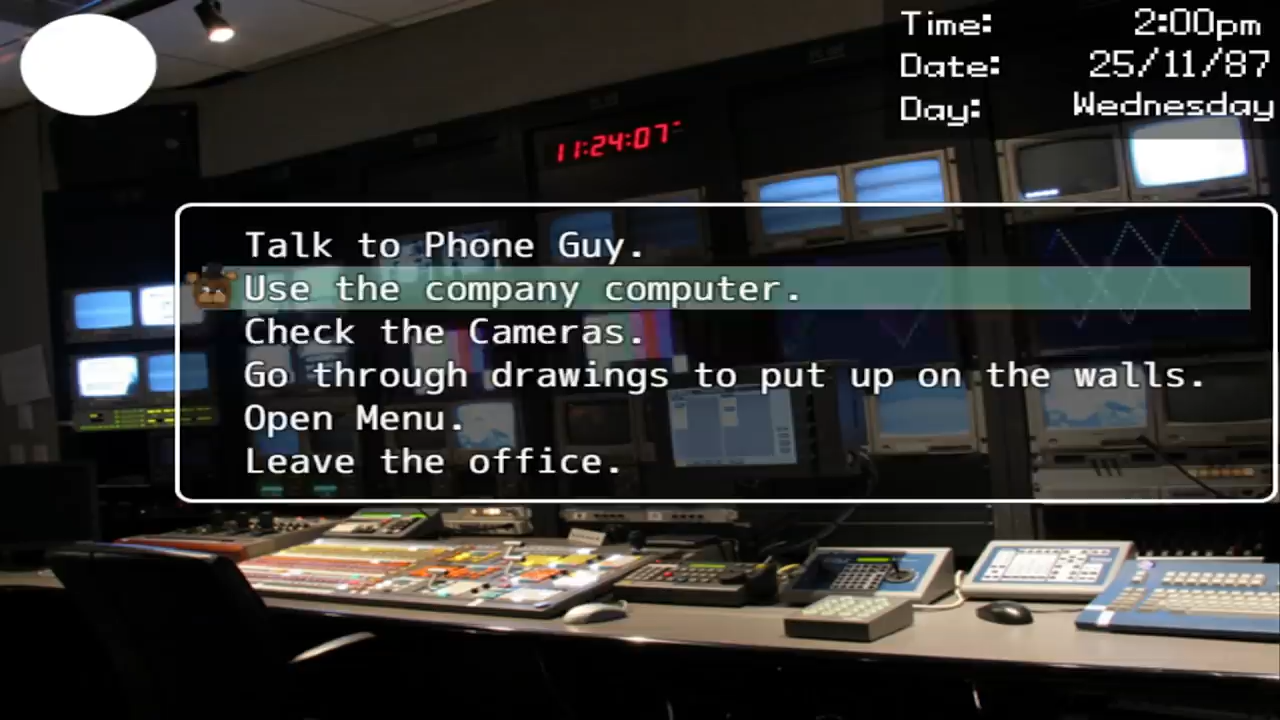 Time: 2:00pm
Date: 25/11/87
Day: Wednesday
11:24:07
Talk to Phone Guy.
Use the company computer.
Check the Cameras.
Go through drawings to put up on the walls.
Open Menu.
Leave the office.